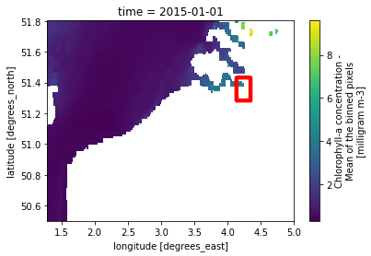 time = 2015-01-01
51.8
51.6
51.4
51.2
51.0
50.8
50.6
latitude [degrees_north]
1.5 2.0 2.5 3.0 3.5 4.0 4.5 5.0
longitude [degrees_east]
8
6
4
2
Chlorophyll-a concentration -
Mean of the binned pixels
[milligram m-3]